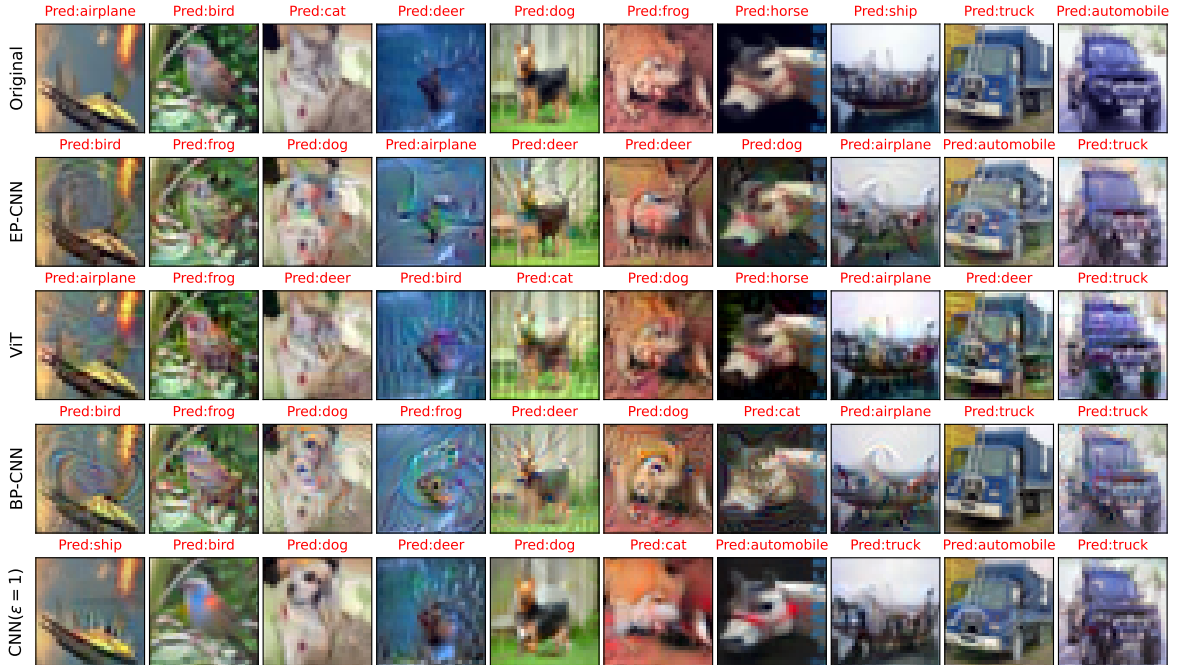 Pred:airplane Pred:bird Pred:cat Pred:deer Pred:dog Pred:frog Pred:horse Pred:ship Pred:truck Pred:automobile
Original
Pred:bird Pred:frog Pred:dog Pred:airplane Pred:deer Pred:deer Pred:dog Pred:airplane Pred:automobile Pred:truck
EP-CNN
Pred:airplane Pred:frog Pred:deer Pred:bird Pred:cat Pred:dog Pred:horse Pred:airplane Pred:deer Pred:truck
ViT
Pred:bird Pred:frog Pred:dog Pred:frog Pred:deer Pred:dog Pred:cat Pred:airplane Pred:truck Pred:truck
BP-CNN
Pred:ship Pred:bird Pred:dog Pred:deer Pred:dog Pred:cat Pred:automobile Pred:truck Pred:automobile Pred:truck
CNN(ε = 1)